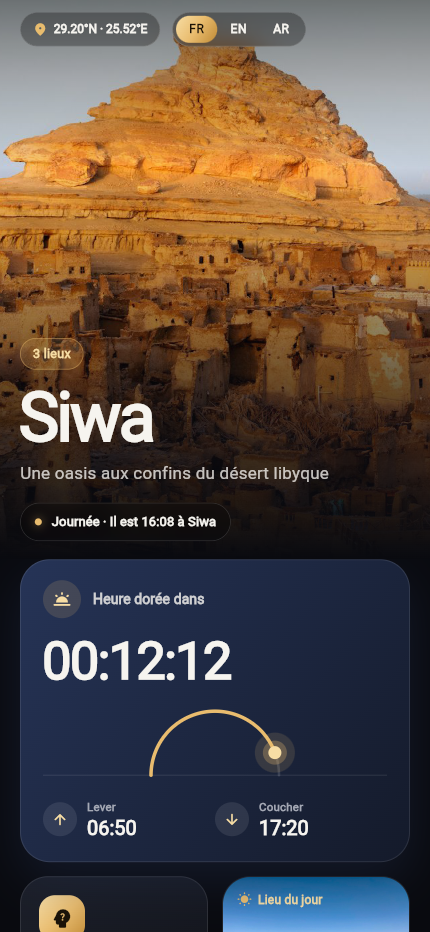 29.20°N · 25.52°E
FR EN AR
3 lieux
Siwa
Une oasis aux confins du désert libyque
Journée · Il est 16:08 à Siwa
Heure dorée dans
00:12:12
Lever
06:50
Coucher
17:20
Lieu du jour